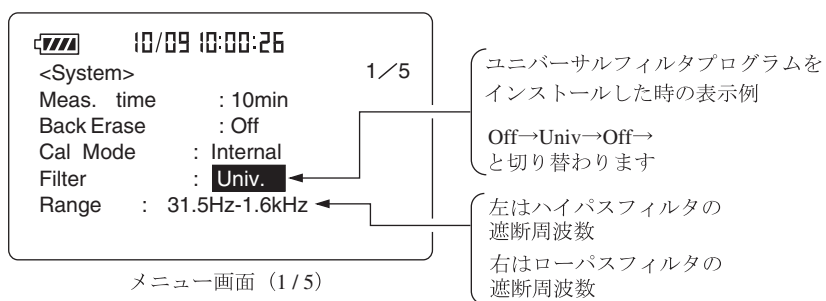 10/09 10:00:26
<System>
1／5
Meas. time : 10min
Back Erase : Off
Cal Mode : Internal
Filter : Univ.
Range : 31.5Hz-1.6kHz
メニュー画面（1 / 5）
ユニバーサルフィルタプログラムを
インストールした時の表示例
Off→Univ→Off→
と切り替わります
左はハイパスフィルタの
遮断周波数
右はローパスフィルタの
遮断周波数